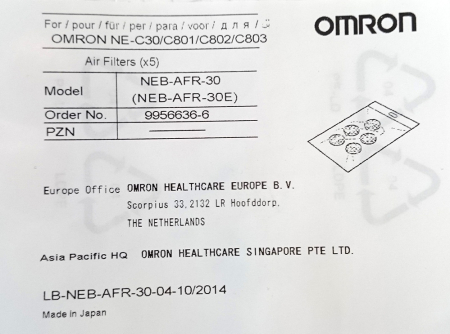 For / pour / für / per / para / voor / для /
OMRON
OMRON NE-C30/C801/C802/C803
Air Filters (x5)
Model NEB-AFR-30
(NEB-AFR-30E)
Order No. 9956636-6
PZN
Europe Office OMRON HEALTHCARE EUROPE B.V.
Scorpius 33, 2132 LR Hoofddorp.
THE NETHERLANDS
Asia Pacific HQ OMRON HEALTHCARE SINGAPORE PTE LTD.
LB-NEB-AFR-30-04-10/2014
Made in Japan